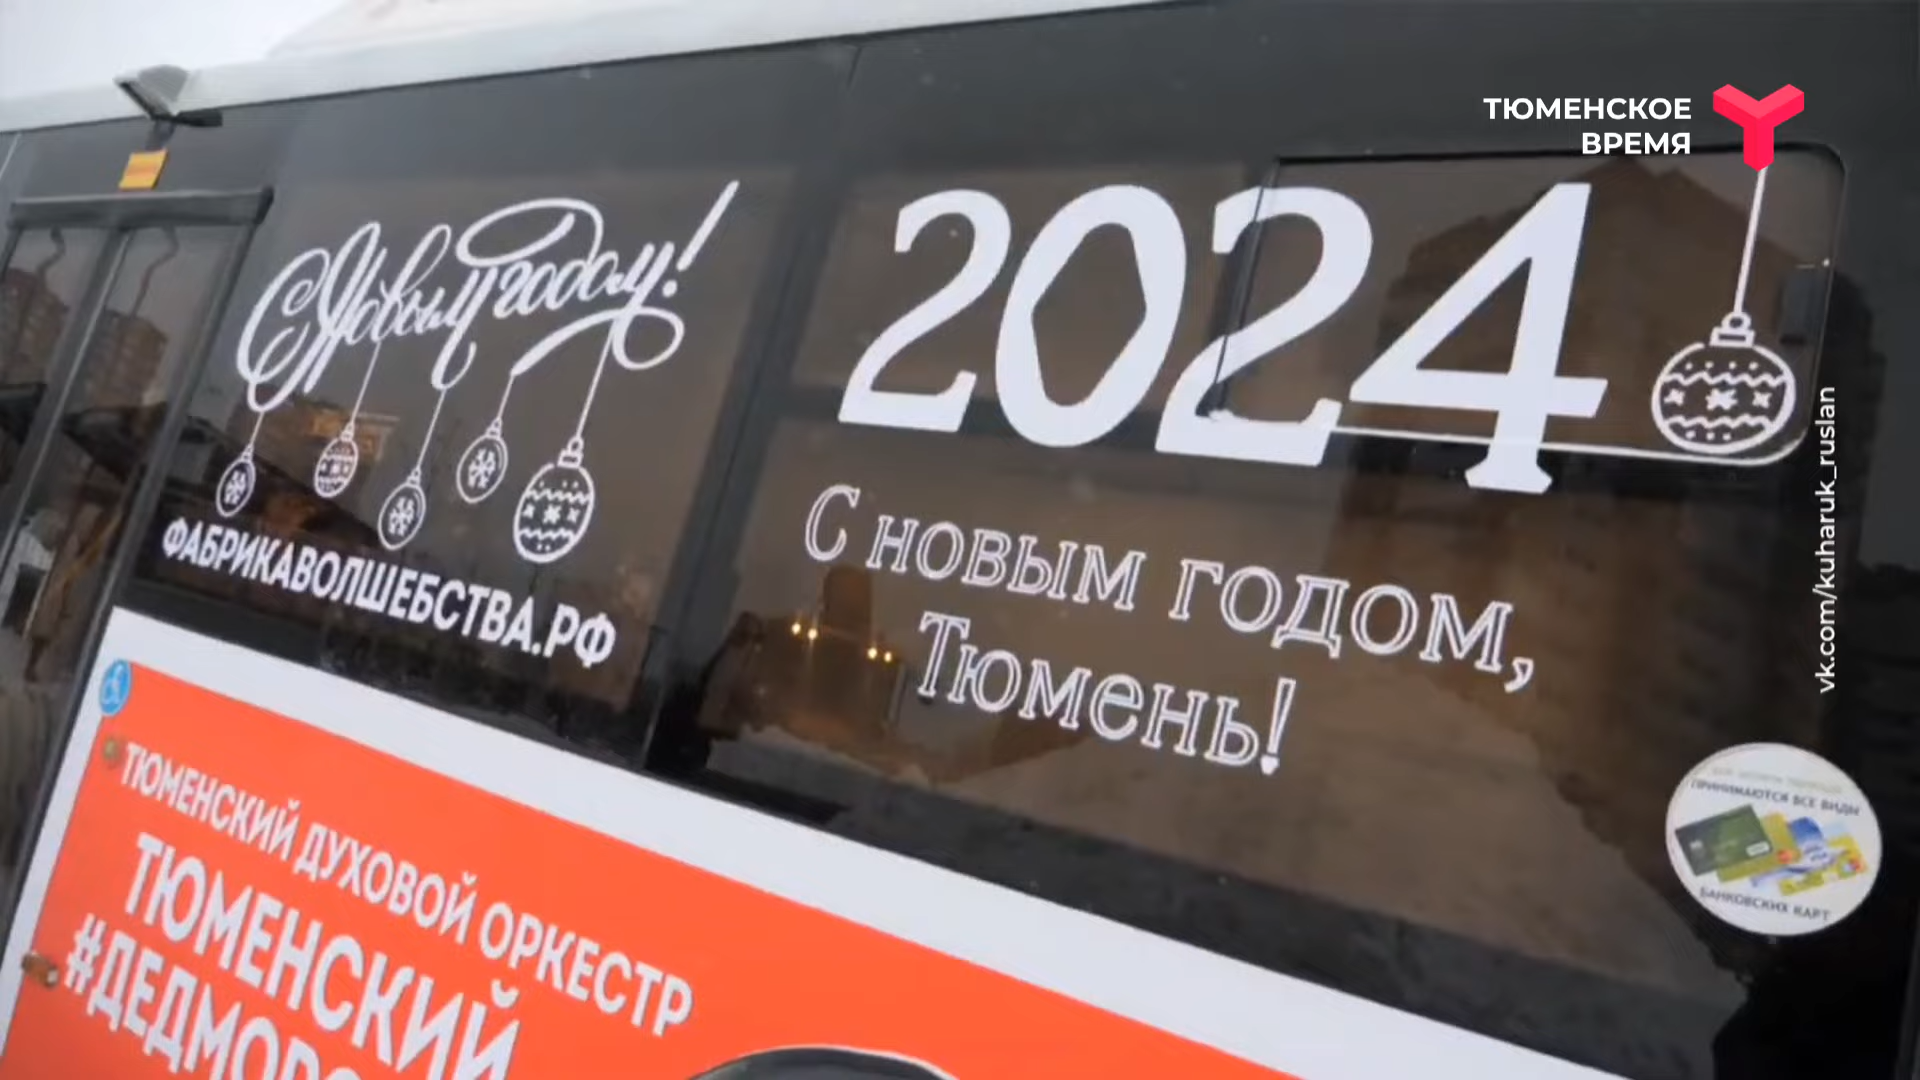 ТЮМЕНСКОЕ
ВРЕМЯ
С Новым годом!
ФАБРИКАВОЛШЕБСТВА.РФ
2024
С новым годом,
Тюмень!
vk.com/kuharuk_ruslan
ПРИНИМАЮТСЯ ВСЕ ВИДЫ
БАНКОВСКИХ КАРТ
ТЮМЕНСКИЙ ДУХОВОЙ ОРКЕСТР
ТЮМЕНСКИЙ
#ДЕДМОРО